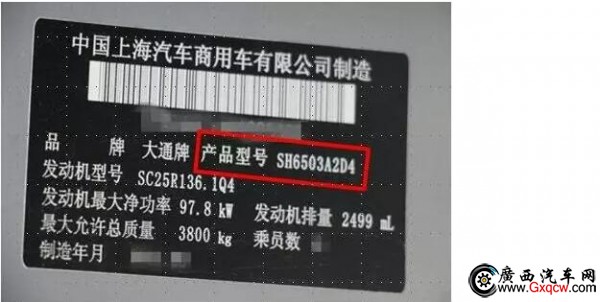 中国上海汽车商用车有限公司制造
品 牌 大通牌 产品型号 SH6503A2D4
发动机型号 SC25R136.1Q4
发动机最大净功率 97.8 kW 发动机排量 2499 mL
最大允许总质量 3800 kg 乘员数
制造年月
廣西汽车网
www.Gxqcw.com